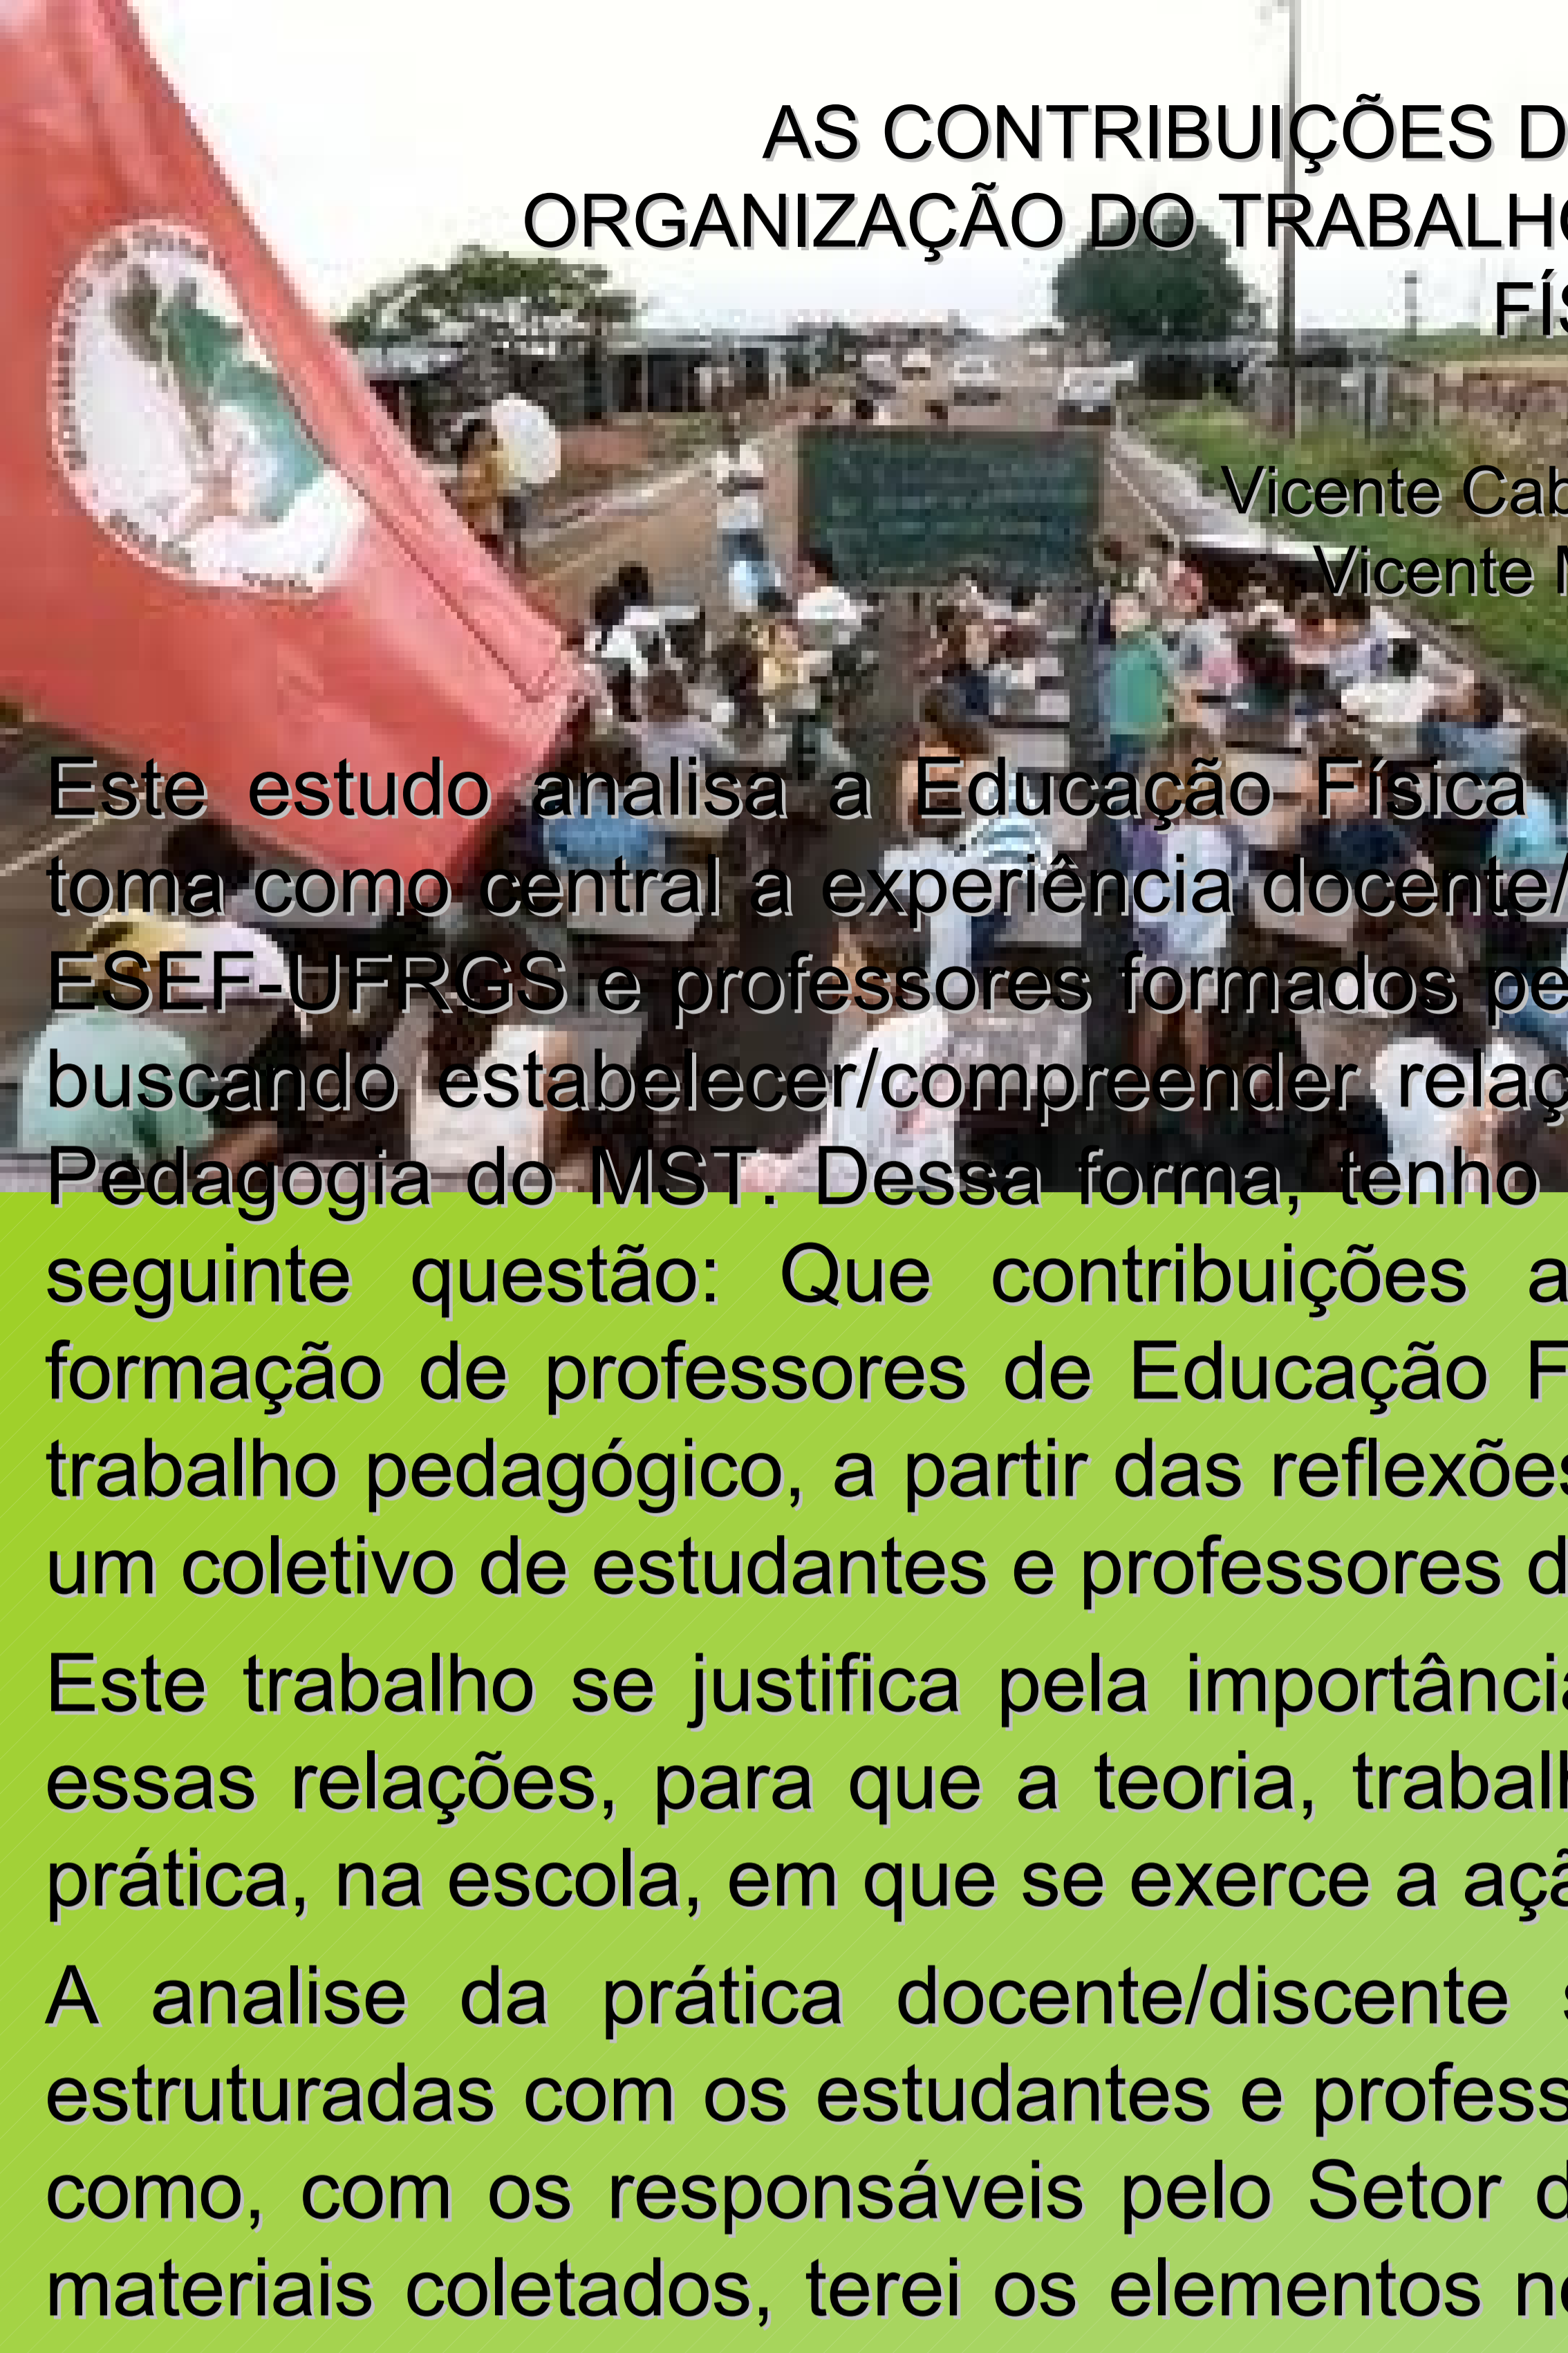 AS CONTRIBUIÇÕES D
ORGANIZAÇÃO DO TRABALHO
FÍS
Vicente Cab
Vicente M
Este estudo analisa a Educação Física
toma como central a experiência docente/
ESEF-UFRGS e professores formados pe
buscando estabelecer/compreender relaç
Pedagogia do MST. Dessa forma, tenho
seguinte questão: Que contribuições a
formação de professores de Educação F
trabalho pedagógico, a partir das reflexões
um coletivo de estudantes e professores d
Este trabalho se justifica pela importância
essas relações, para que a teoria, trabalh
prática, na escola, em que se exerce a açã
A analise da prática docente/discente s
estruturadas com os estudantes e profess
como, com os responsáveis pelo Setor d
materiais coletados, terei os elementos ne